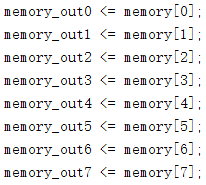 memory_out0 <= memory[0];
memory_out1 <= memory[1];
memory_out2 <= memory[2];
memory_out3 <= memory[3];
memory_out4 <= memory[4];
memory_out5 <= memory[5];
memory_out6 <= memory[6];
memory_out7 <= memory[7];